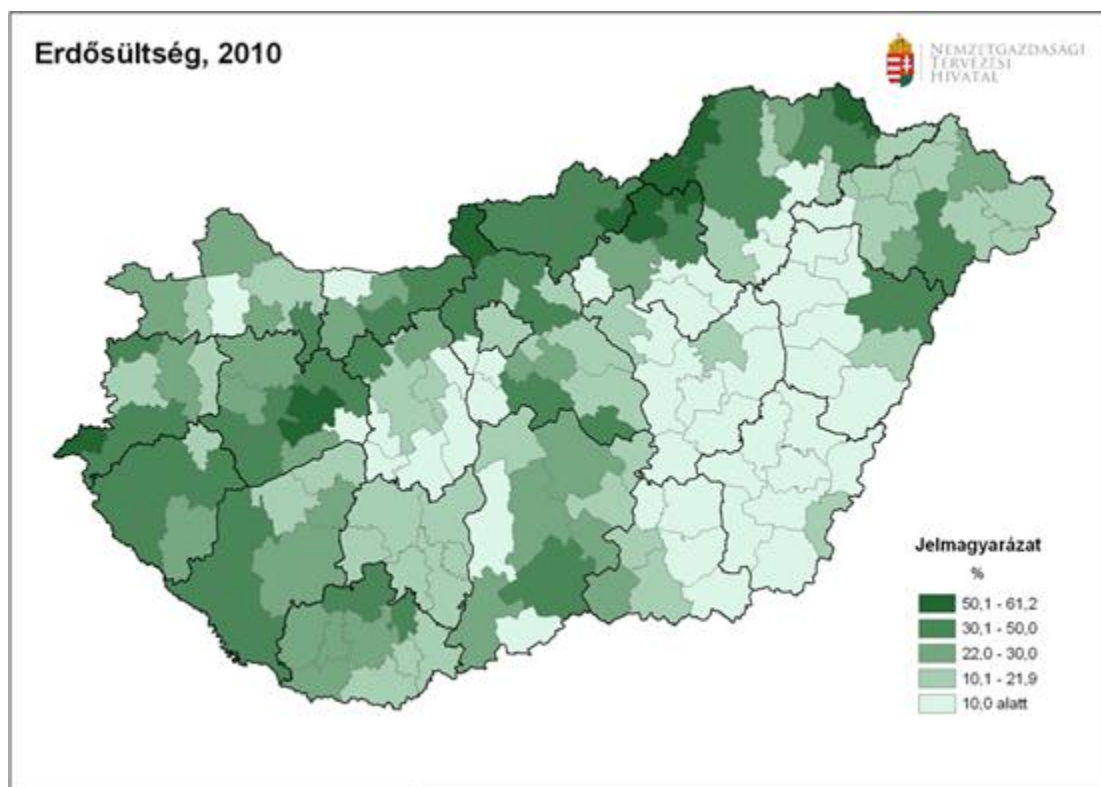 Erdősültség, 2010
NEMZETGAZDASÁGI
TERVEZÉSI
HIVATAL
Jelmagyarázat
%
50,1 - 61,2
30,1 - 50,0
22,0 - 30,0
10,1 - 21,9
10,0 alatt